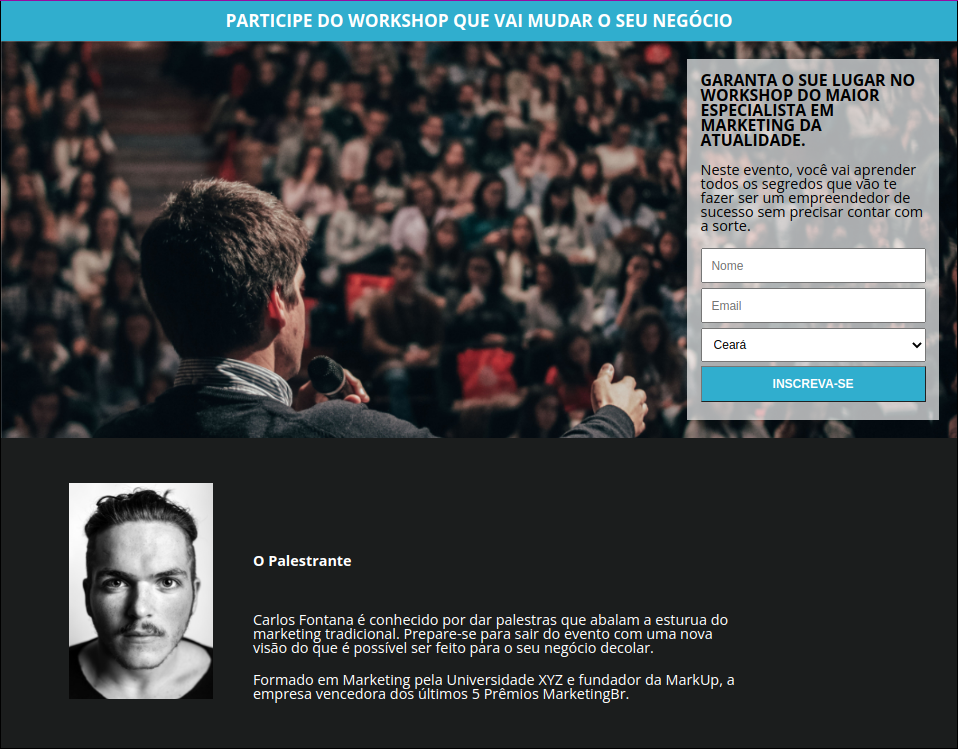 PARTICIPE DO WORKSHOP QUE VAI MUDAR O SEU NEGÓCIO
GARANTA O SUE LUGAR NO
WORKSHOP DO MAIOR
ESPECIALISTA EM
MARKETING DA
ATUALIDADE.
Neste evento, você vai aprender
todos os segredos que vão te
fazer ser um empreendedor de
sucesso sem precisar contar com
a sorte.
Nome
Email
Ceará
INSCREVA-SE
O Palestrante
Carlos Fontana é conhecido por dar palestras que abalam a esturua do
marketing tradicional. Prepare-se para sair do evento com uma nova
visão do que é possível ser feito para o seu negócio decolar.
Formado em Marketing pela Universidade XYZ e fundador da MarkUp, a
empresa vencedora dos últimos 5 Prêmios MarketingBr.